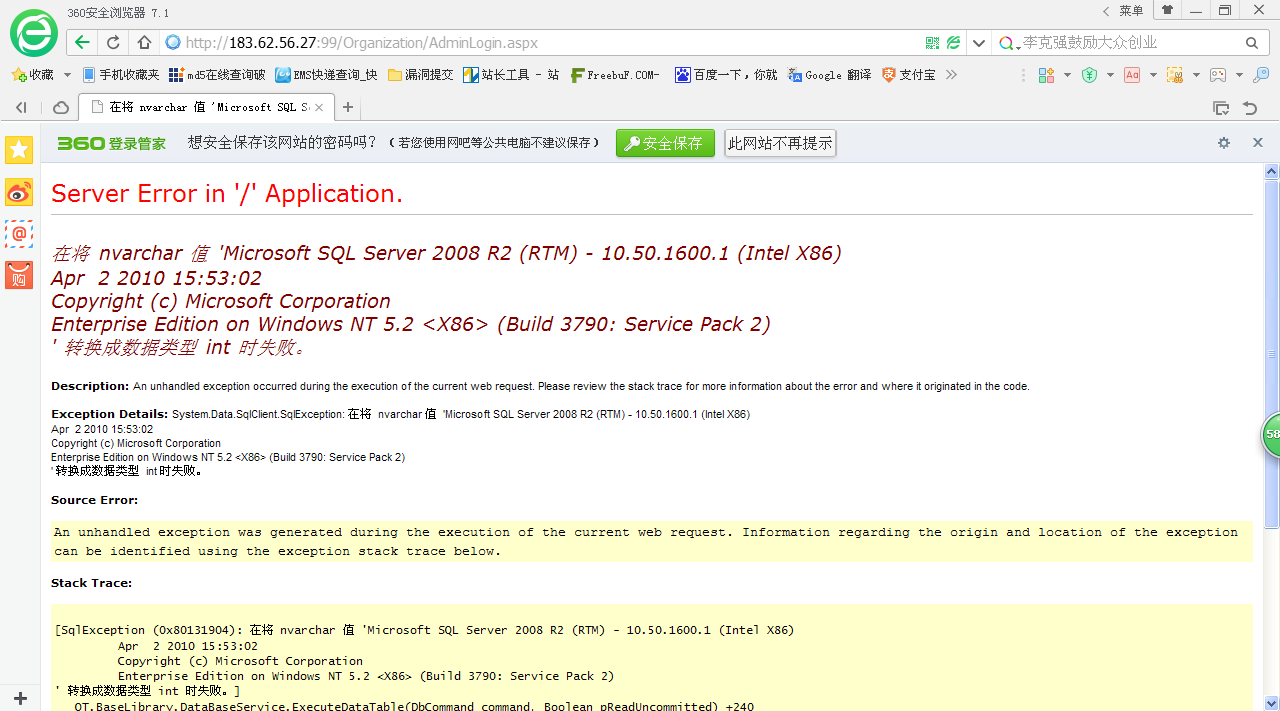 360安全浏览器 7.1
菜单
http://183.62.56.27:99/Organization/AdminLogin.aspx
李克强鼓励大众创业
收藏 手机收藏夹 md5在线查询破 EMS快递查询_快 漏洞提交 站长工具 - 站 FreebuF.COM- 百度一下，你就 Google 翻译 支付宝
在将 nvarchar 值 'Microsoft SQL S
360 登录管家 想安全保存该网站的密码吗？（若您使用网吧等公共电脑不建议保存） 安全保存 此网站不再提示
购
Server Error in '/' Application.
在将 nvarchar 值 'Microsoft SQL Server 2008 R2 (RTM) - 10.50.1600.1 (Intel X86)
Apr 2 2010 15:53:02
Copyright (c) Microsoft Corporation
Enterprise Edition on Windows NT 5.2 <X86> (Build 3790: Service Pack 2)
' 转换成数据类型 int 时失败。
Description: An unhandled exception occurred during the execution of the current web request. Please review the stack trace for more information about the error and where it originated in the code.
Exception Details: System.Data.SqlClient.SqlException: 在将 nvarchar 值 'Microsoft SQL Server 2008 R2 (RTM) - 10.50.1600.1 (Intel X86)
Apr 2 2010 15:53:02
Copyright (c) Microsoft Corporation
Enterprise Edition on Windows NT 5.2 <X86> (Build 3790: Service Pack 2)
' 转换成数据类型 int 时失败。
58
Source Error:
An unhandled exception was generated during the execution of the current web request. Information regarding the origin and location of the exception
can be identified using the exception stack trace below.
Stack Trace:
[SqlException (0x80131904): 在将 nvarchar 值 'Microsoft SQL Server 2008 R2 (RTM) - 10.50.1600.1 (Intel X86)
Apr 2 2010 15:53:02
Copyright (c) Microsoft Corporation
Enterprise Edition on Windows NT 5.2 <X86> (Build 3790: Service Pack 2)
' 转换成数据类型 int 时失败。]
OT.BaseLibrary.DataBaseService.ExecuteDataTable(DbCommand command, Boolean pReadUncommitted) +240